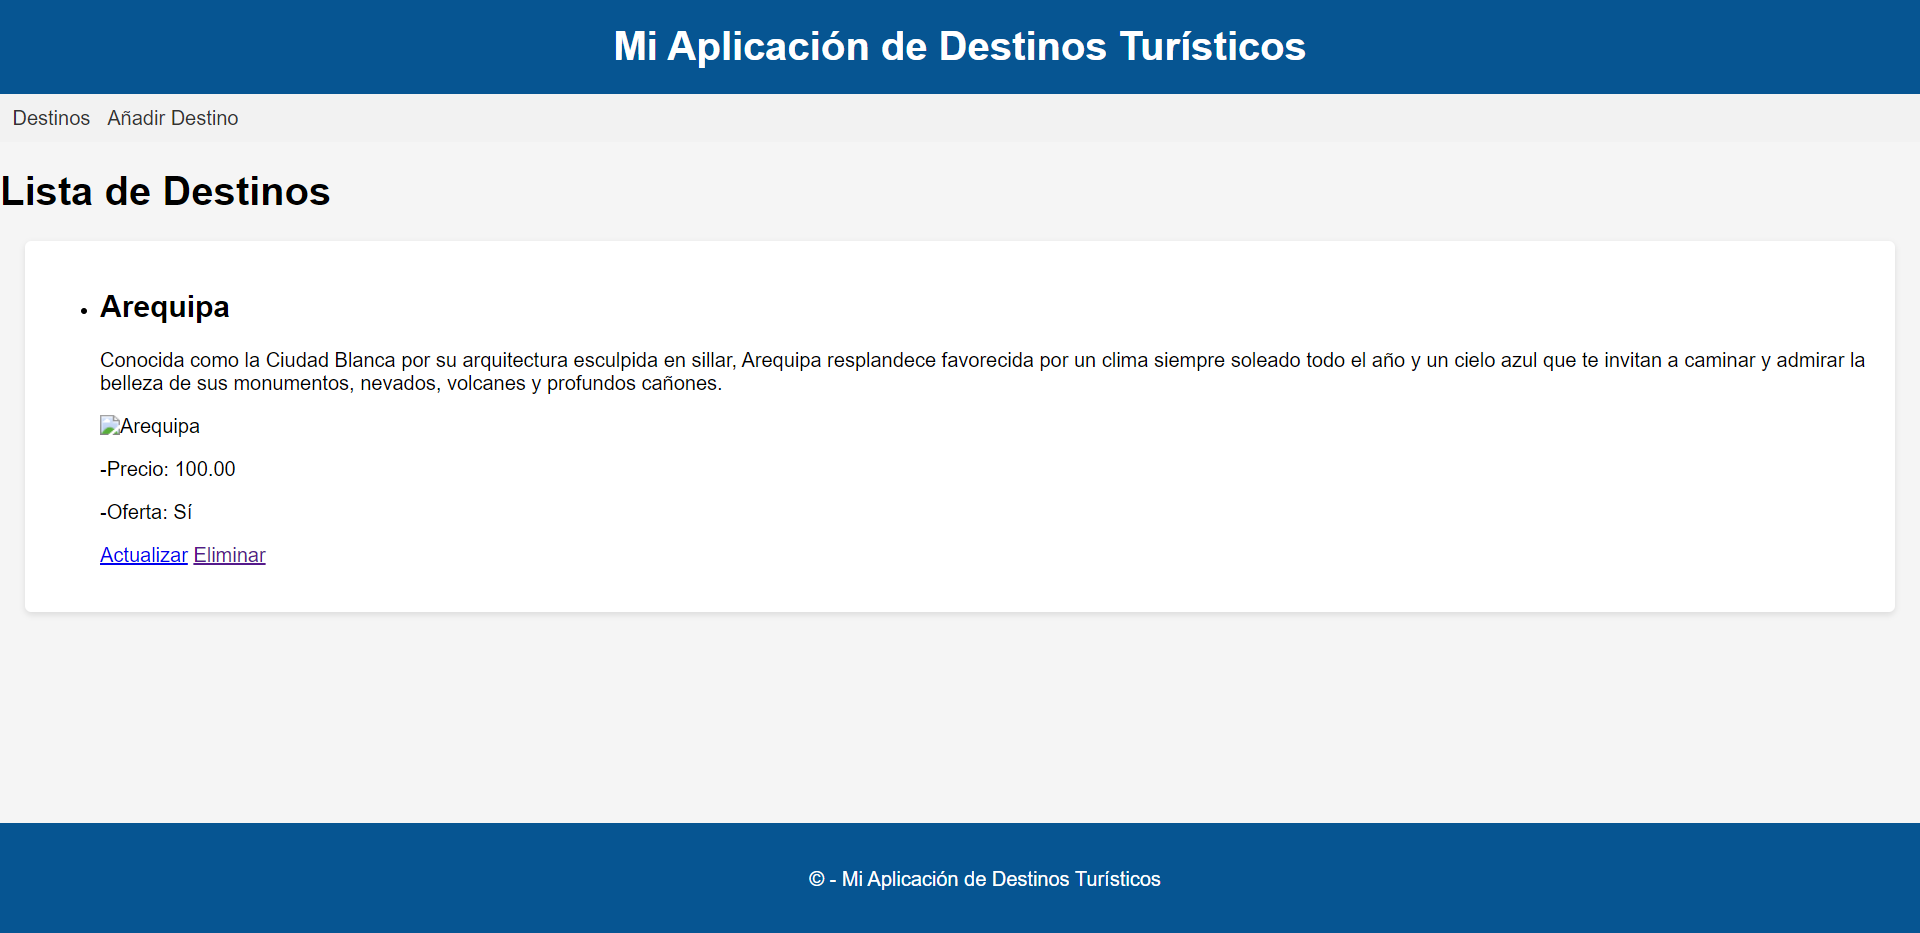 Mi Aplicación de Destinos Turísticos
Destinos Añadir Destino
Lista de Destinos
• Arequipa
Conocida como la Ciudad Blanca por su arquitectura esculpida en sillar, Arequipa resplandece favorecida por un clima siempre soleado todo el año y un cielo azul que te invitan a caminar y admirar la
belleza de sus monumentos, nevados, volcanes y profundos cañones.
Arequipa
-Precio: 100.00
-Oferta: Sí
Actualizar Eliminar
© - Mi Aplicación de Destinos Turísticos